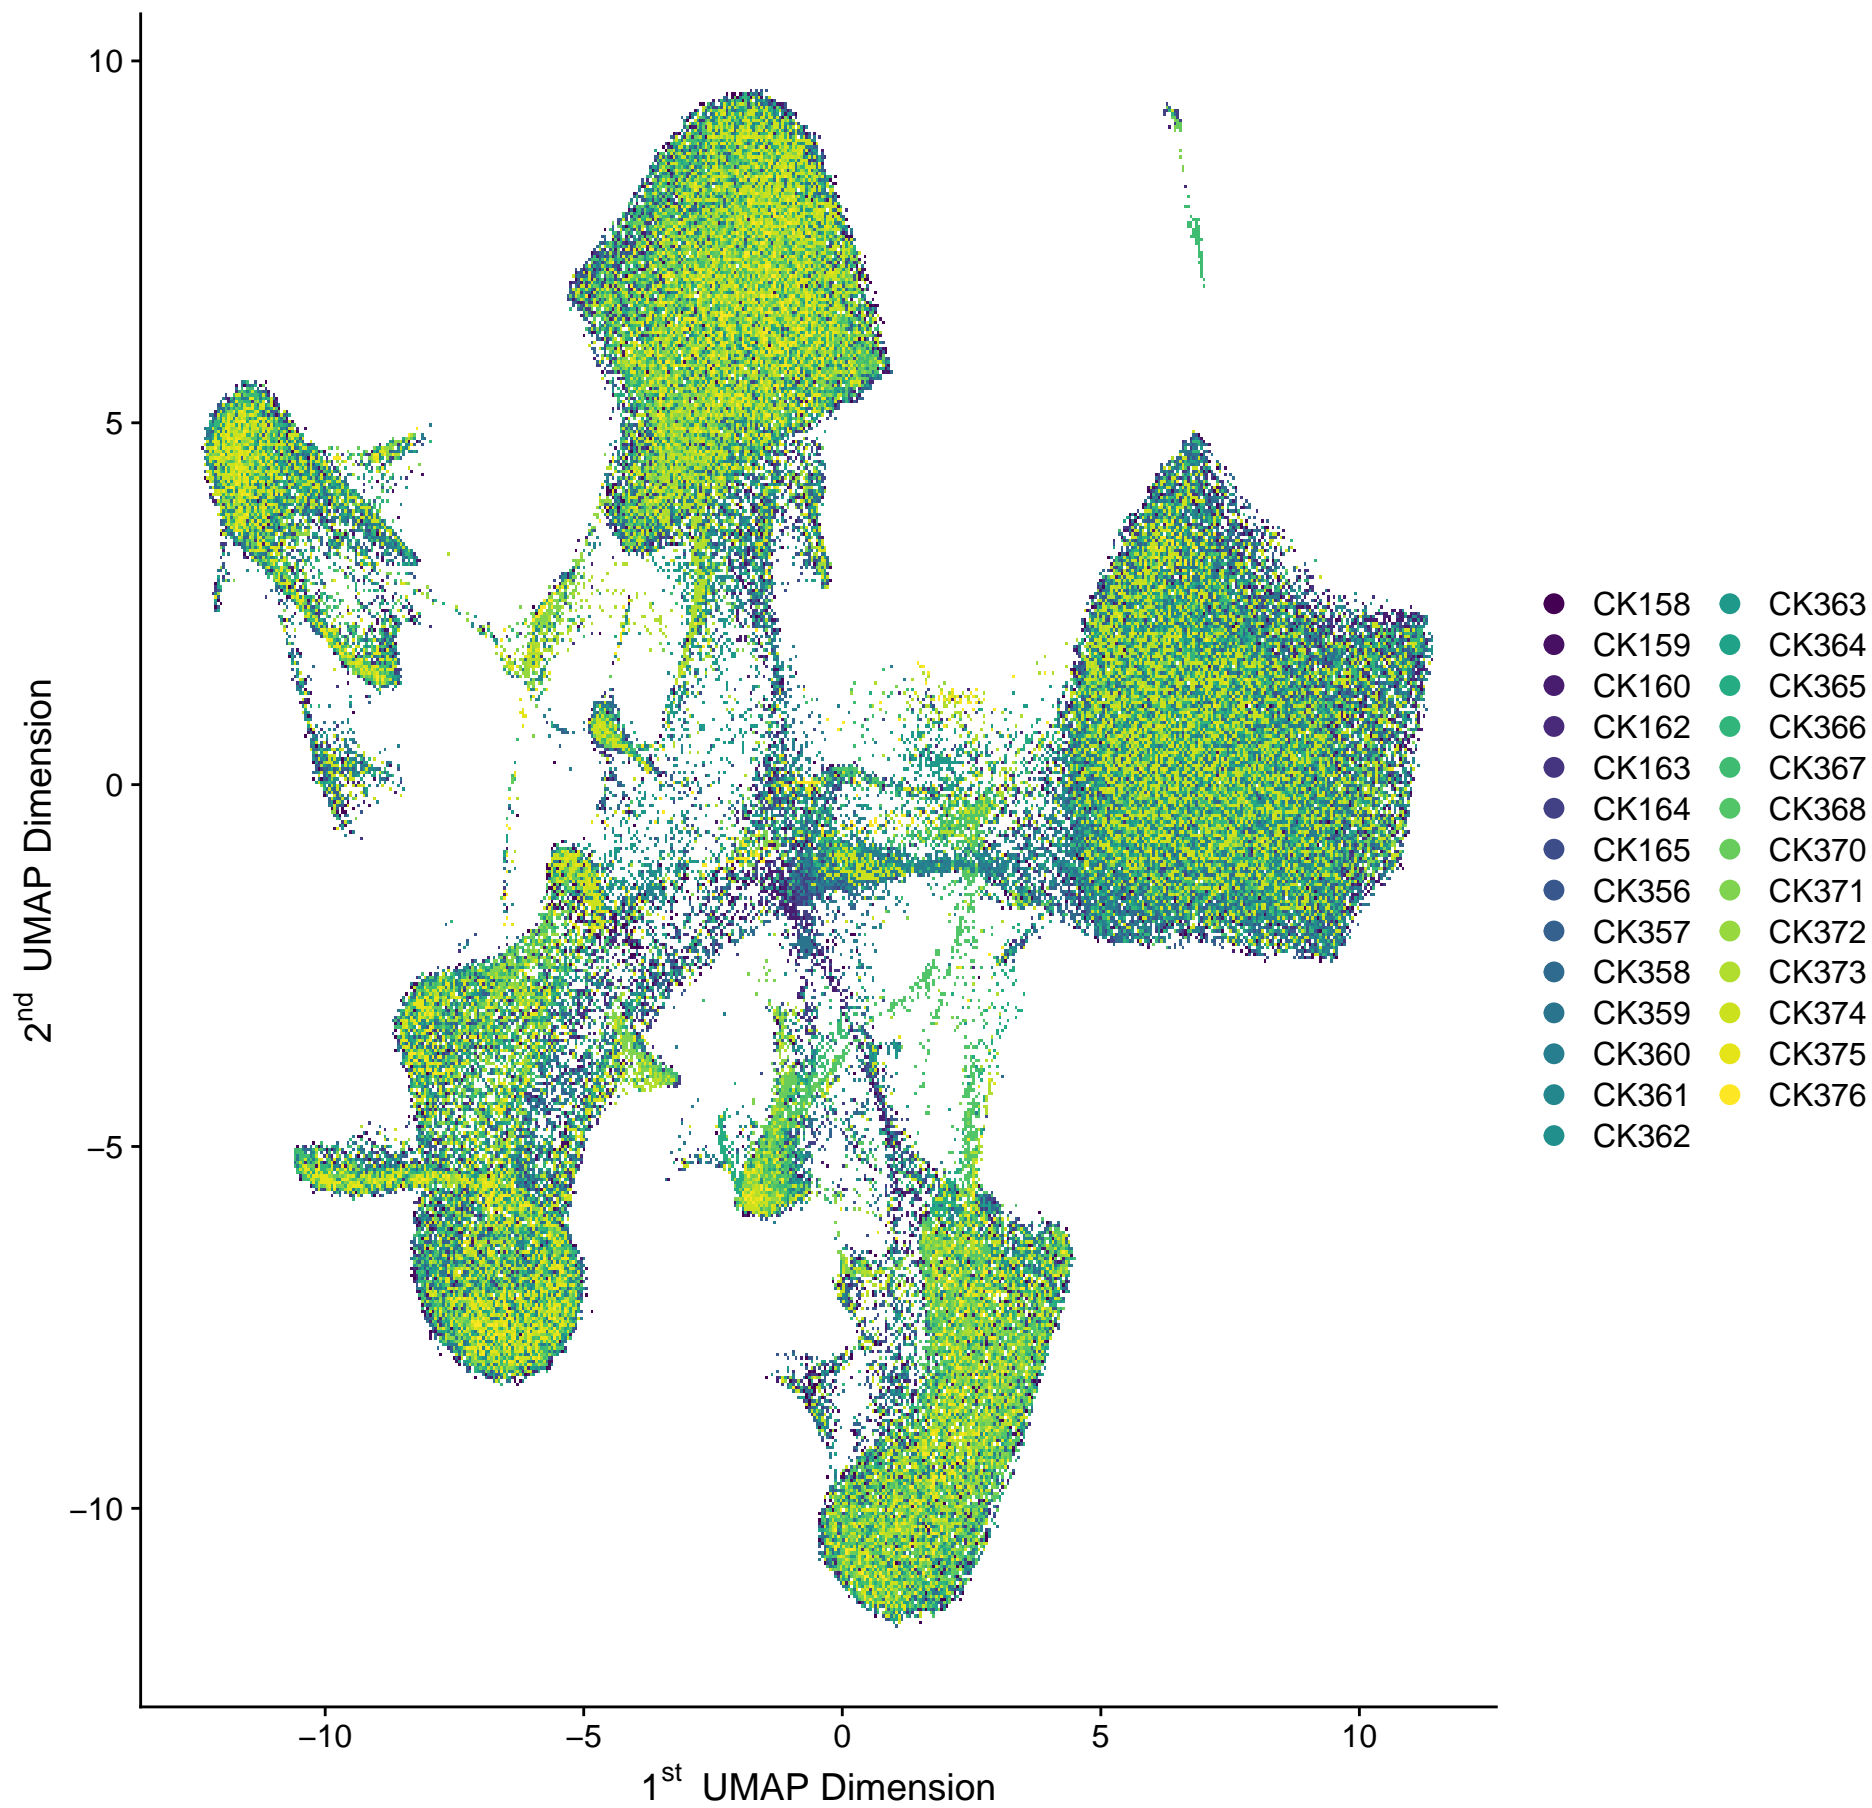 10
5
0
−5
−10
2nd UMAP Dimension
−10 −5 0 5 10
1st UMAP Dimension
CK158 CK363
CK159 CK364
CK160 CK365
CK162 CK366
CK163 CK367
CK164 CK368
CK165 CK370
CK356 CK371
CK357 CK372
CK358 CK373
CK359 CK374
CK360 CK375
CK361 CK376
CK362